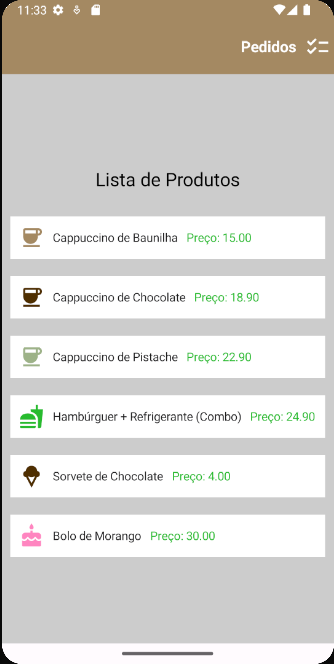 11:33
Pedidos
Lista de Produtos
Cappuccino de Baunilha Preço: 15.00
Cappuccino de Chocolate Preço: 18.90
Cappuccino de Pistache Preço: 22.90
Hambúrguer + Refrigerante (Combo) Preço: 24.90
Sorvete de Chocolate Preço: 4.00
Bolo de Morango Preço: 30.00